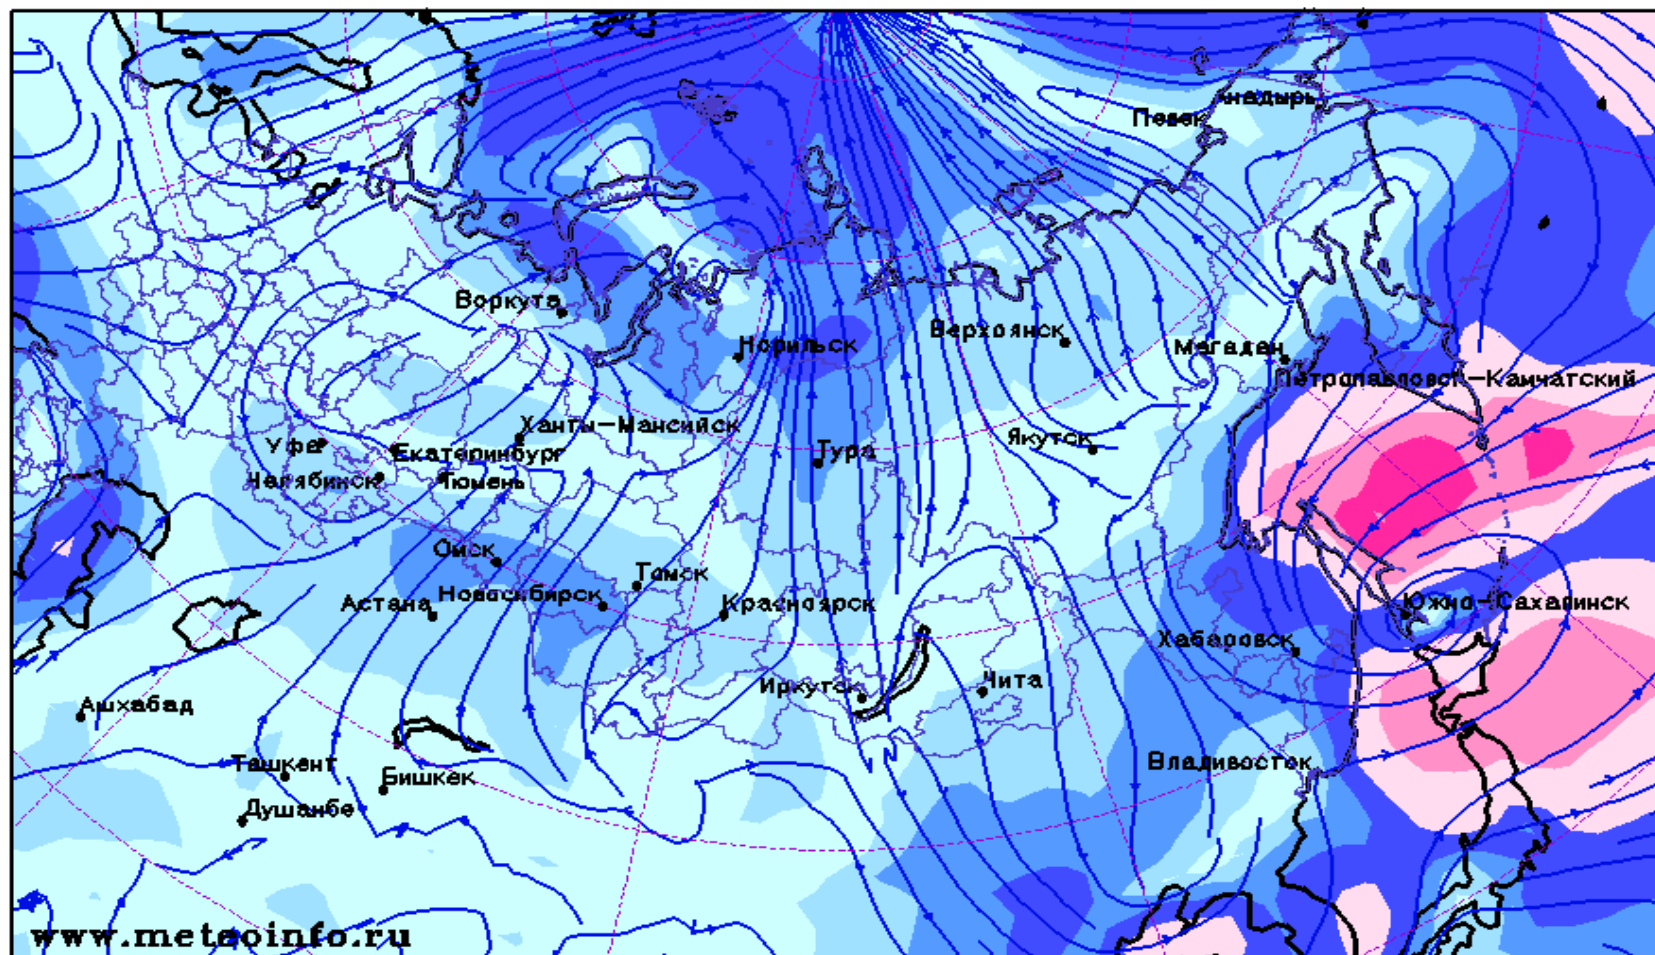 Анадырь
Певек
Воркута
Верхоянск
Норильск
Магадан
Петропавловск-Камчатский
Ханты-Мансийск
Якутск
Уфа
Екатеринбург
Тура
Челябинск
Тюмень
Омск
Томск
Астана
Новосибирск
Красноярск
Южно-Сахалинск
Хабаровск
Иркутск
Чита
Ашхабад
Ташкент
Владивосток
Бишкек
Душанбе
www.meteoinfo.ru